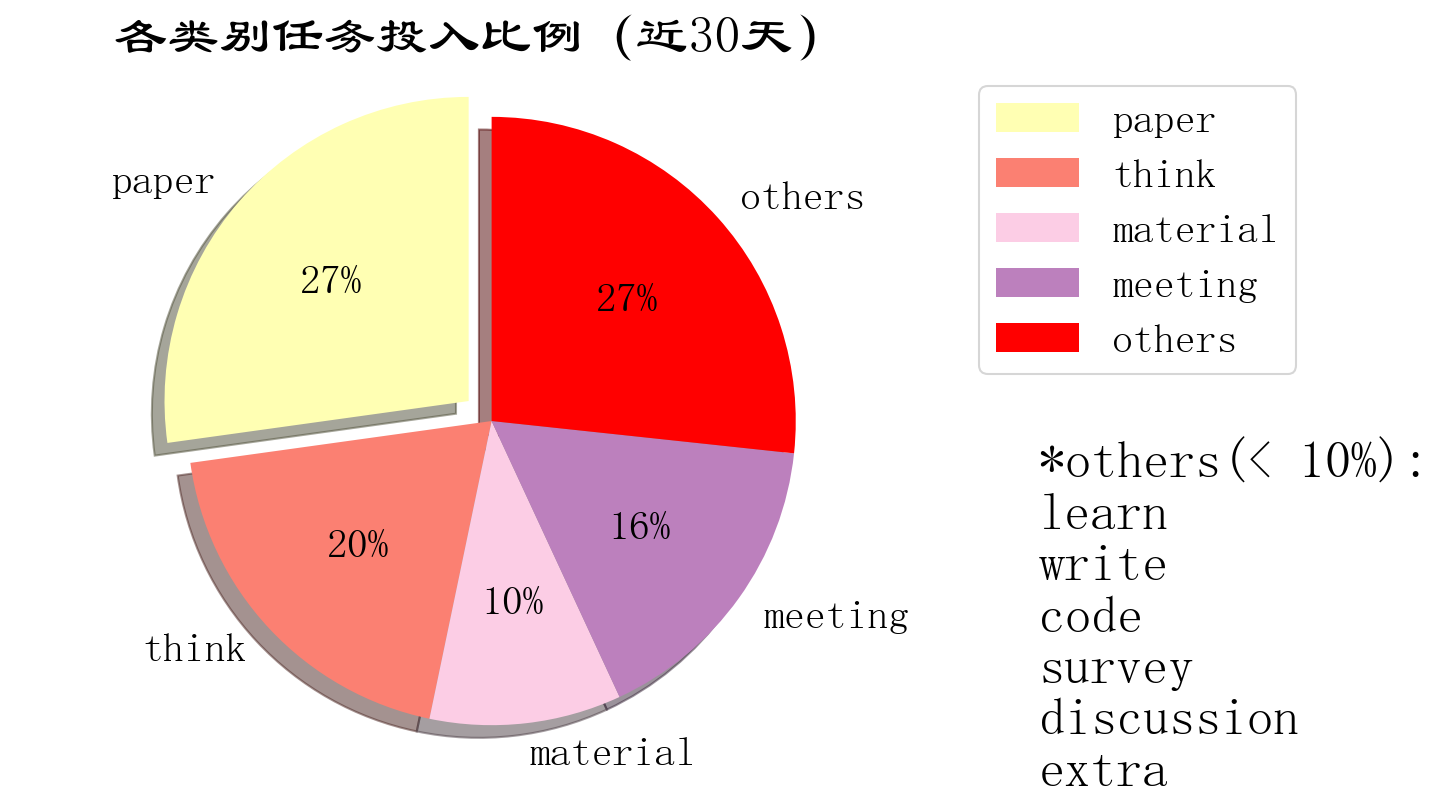 各类别任务投入比例 (近30天)
paper
others
27%
27%
20%
16%
10%
think
meeting
material
paper
think
material
meeting
others
*others(< 10%):
learn
write
code
survey
discussion
extra